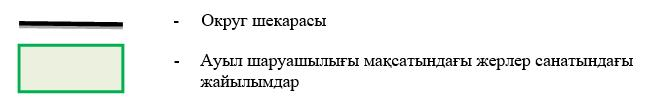 - Округ шекарасы
- Ауыл шаруашылығы мақсатындағы жерлер санатындағы
жайылымдар